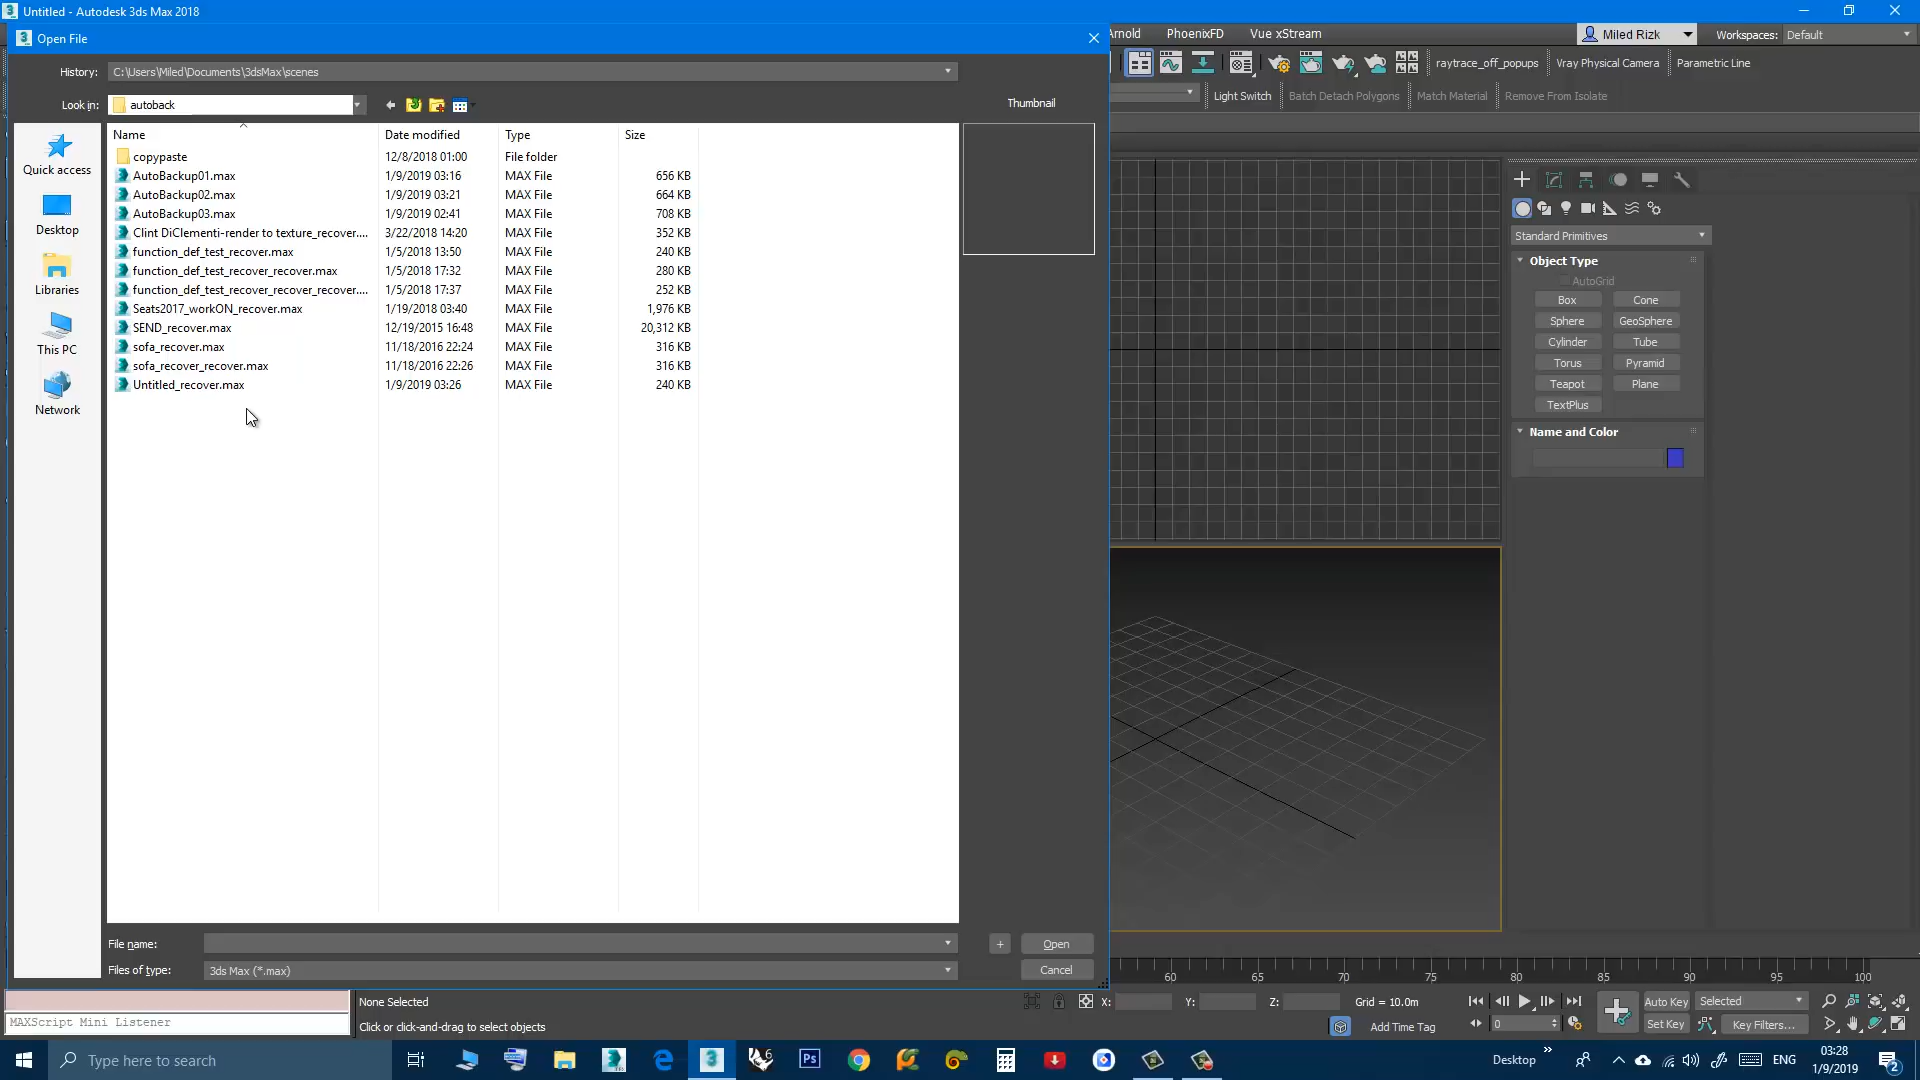 Untitled - Autodesk 3ds Max 2018
Open File
History: C:\Users\Miled\Documents\3dsMax\scenes
Look in: autoback
Thumbnail
Quick access
Desktop
Libraries
This PC
Network
Name Date modified Type Size
copypaste 12/8/2018 01:00 File folder
AutoBackup01.max 1/9/2019 03:16 MAX File 656 KB
AutoBackup02.max 1/9/2019 03:21 MAX File 664 KB
AutoBackup03.max 1/9/2019 02:41 MAX File 708 KB
Clint DiClementi-render to texture_recover.... 3/22/2018 14:20 MAX File 352 KB
function_def_test_recover.max 1/5/2018 13:50 MAX File 240 KB
function_def_test_recover_recover.max 1/5/2018 17:32 MAX File 280 KB
function_def_test_recover_recover_recover.... 1/5/2018 17:37 MAX File 252 KB
Seats2017_workON_recover.max 1/19/2018 03:40 MAX File 1,976 KB
SEND_recover.max 12/19/2015 16:48 MAX File 20,312 KB
sofa_recover.max 11/18/2016 22:24 MAX File 316 KB
sofa_recover_recover.max 11/18/2016 22:26 MAX File 316 KB
Untitled_recover.max 1/9/2019 03:26 MAX File 240 KB
File name:
+ Open
Files of type: 3ds Max (*.max)
Cancel
Arnold PhoenixFD Vue xStream
Miled Rizk Workspaces: Default
raytrace_off_popups Vray Physical Camera Parametric Line
Light Switch Batch Detach Polygons Match Material Remove From Isolate
Standard Primitives
Object Type
AutoGrid
Box Cone
Sphere GeoSphere
Cylinder Tube
Torus Pyramid
Teapot Plane
TextPlus
Name and Color
60 65 70 75 80 85 90 95 100
None Selected
X: Y: Z: Grid = 10.0m
Auto Key Selected
MAXScript Mini Listener
Click or click-and-drag to select objects
Add Time Tag
0
Set Key Key Filters...
Type here to search
Ps
Desktop »
ENG
03:28
1/9/2019
2